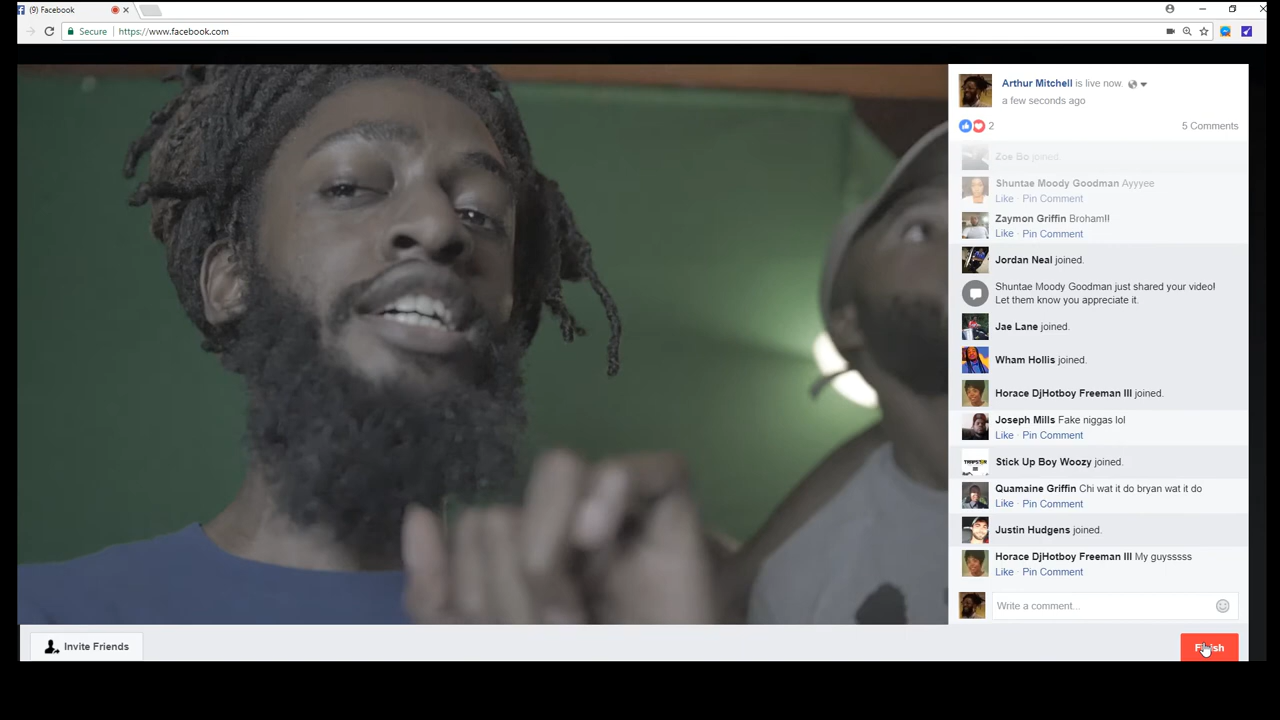 (9) Facebook
Secure https://www.facebook.com
Arthur Mitchell is live now.
a few seconds ago
2 5 Comments
Zoe Bo joined.
Shuntae Moody Goodman Ayyyee
Like · Pin Comment
Zaymon Griffin Broham!!
Like · Pin Comment
Jordan Neal joined.
Shuntae Moody Goodman just shared your video!
Let them know you appreciate it.
Jae Lane joined.
Wham Hollis joined.
Horace DjHotboy Freeman III joined.
Joseph Mills Fake niggas lol
Like · Pin Comment
Stick Up Boy Woozy joined.
Quamaine Griffin Chi wat it do bryan wat it do
Like · Pin Comment
Justin Hudgens joined.
Horace DjHotboy Freeman III My guysssss
Like · Pin Comment
Write a comment...
Invite Friends
Finish